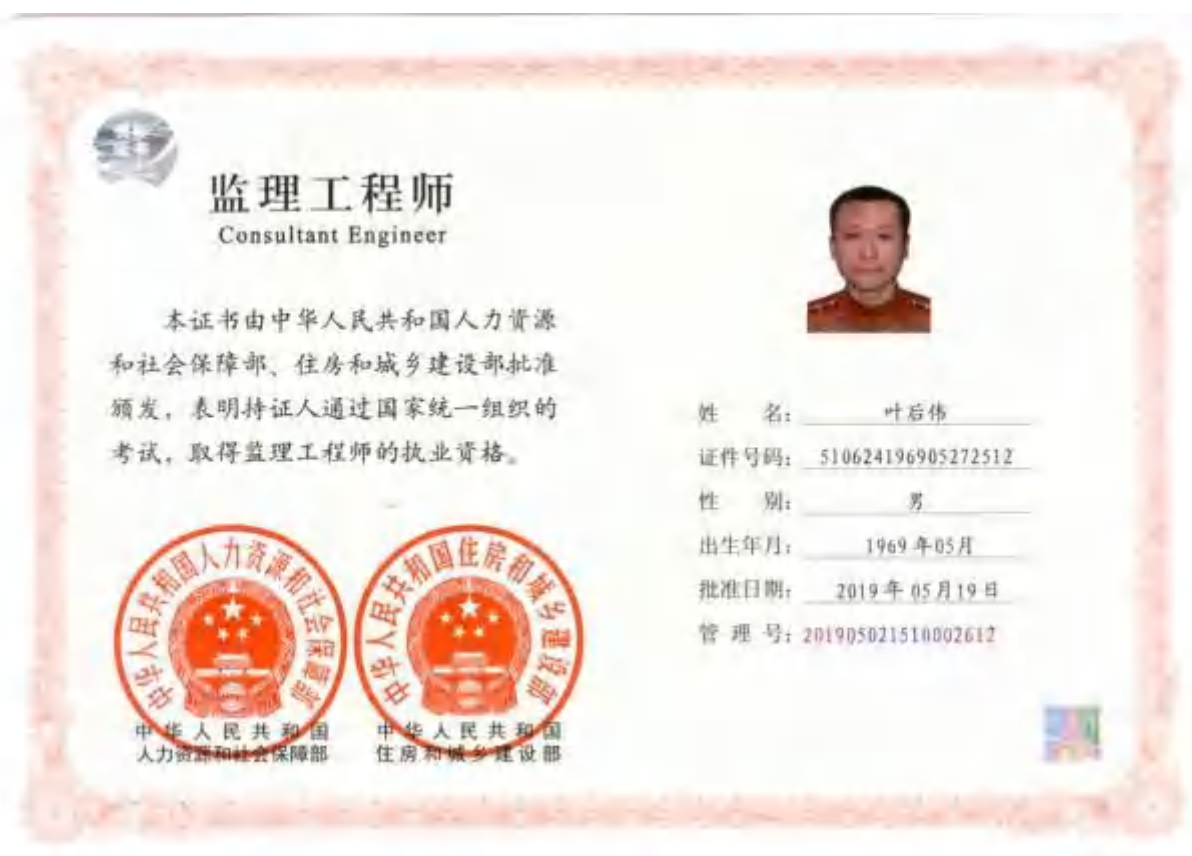 监理工程师
Consultant Engineer
本证书由中华人民共和国人力资源
和社会保障部、住房和城乡建设部批准
颁发，表明持证人通过国家统一组织的
考试，取得监理工程师的执业资格。
中华人民共和国人力资源和社会保障部
中华人民共和国住房和城乡建设部
中华人民共和国
人力资源和社会保障部
中华人民共和国
住房和城乡建设部
姓 名：叶后伟
证件号码：510624196905272512
性 别：男
出生年月：1969年05月
批准日期：2019年05月19日
管 理 号：201905021510002612